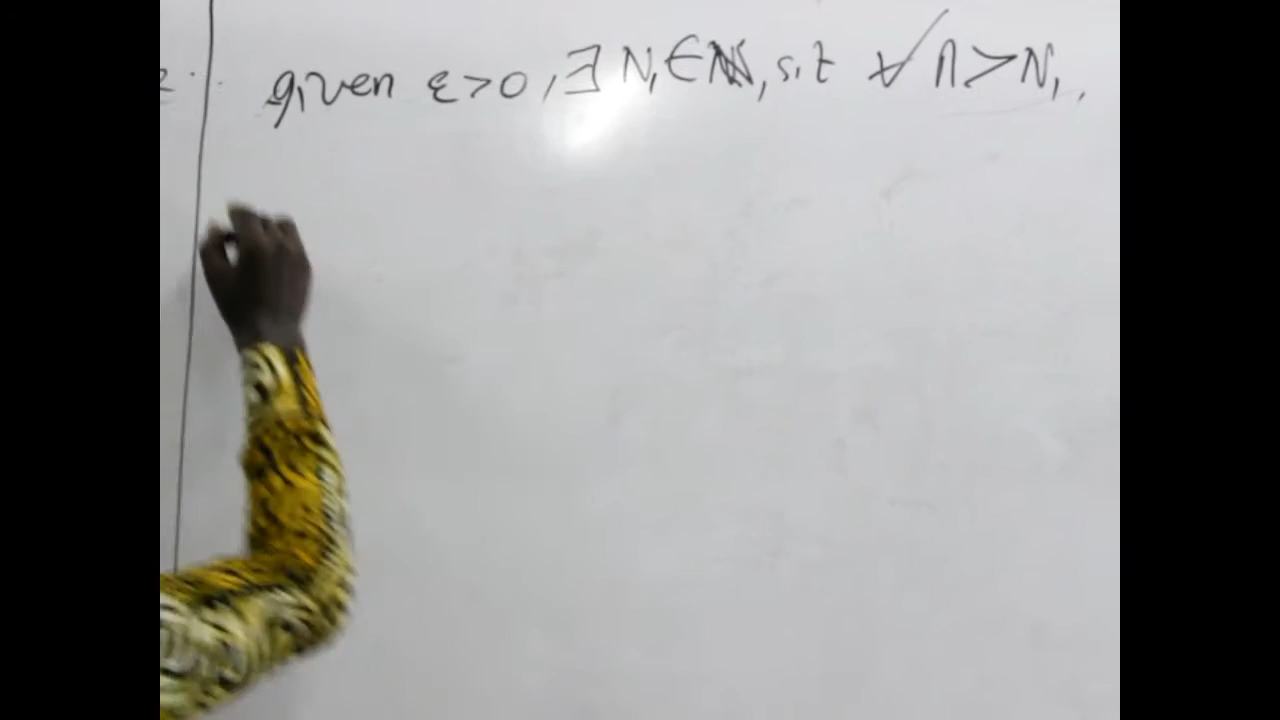 given ε>0, ∃ N₁∈ℕ, s.t ∀ n>N₁,